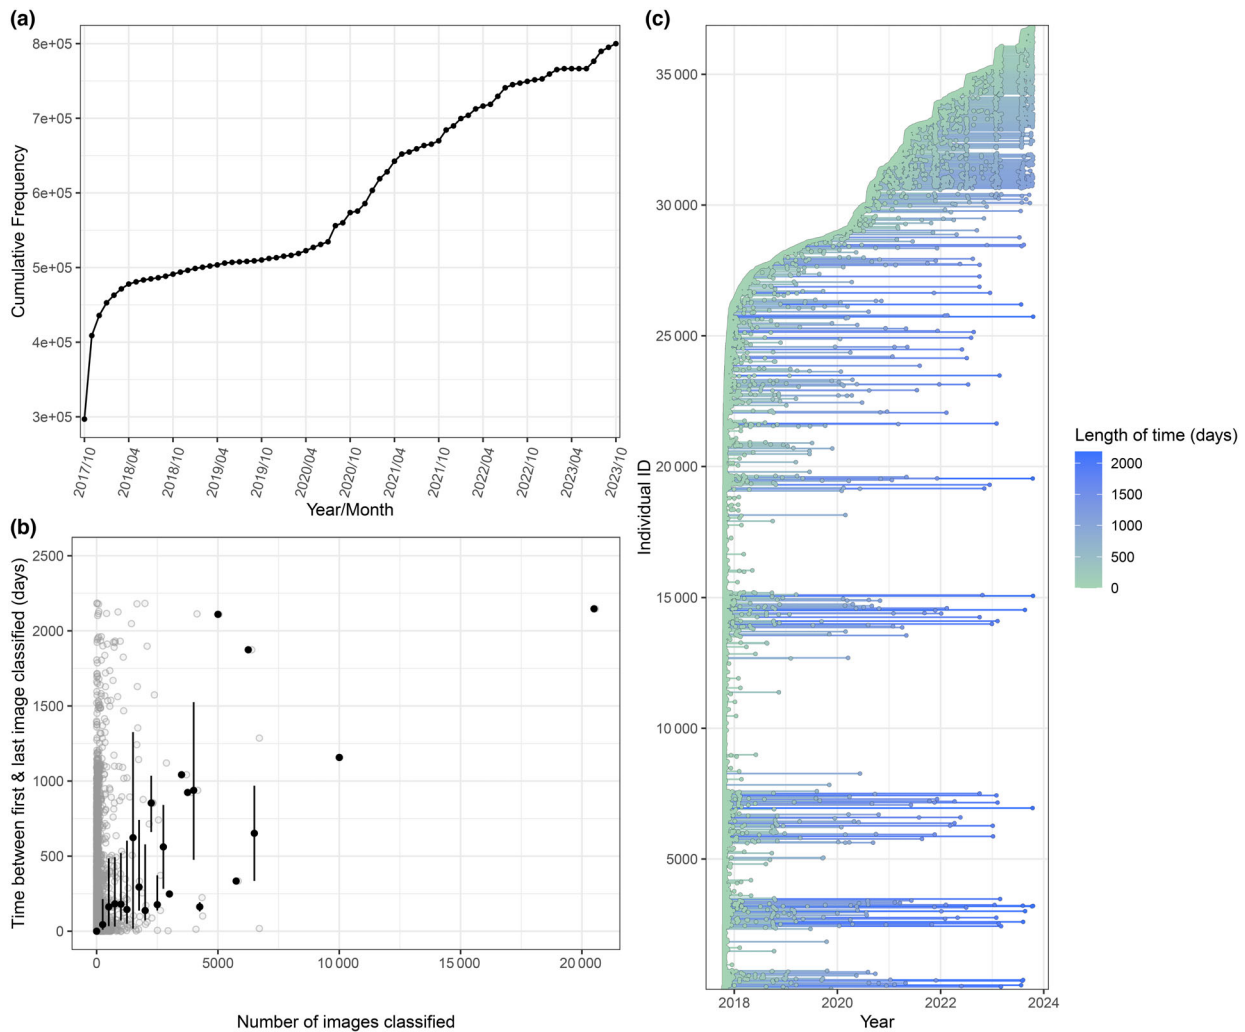 (a)
Cumulative Frequency
8e+05
7e+05
6e+05
5e+05
4e+05
3e+05
2017/10
2018/04
2018/10
2019/04
2019/10
2020/04
2020/10
2021/04
2021/10
2022/04
2022/10
2023/04
2023/10
Year/Month
(b)
Time between first & last image classified (days)
2500
2000
1500
1000
500
0
0
5000
10 000
15 000
20 000
Number of images classified
(c)
Individual ID
35 000
30 000
25 000
20 000
15 000
10 000
5000
2018
2020
2022
2024
Year
Length of time (days)
2000
1500
1000
500
0